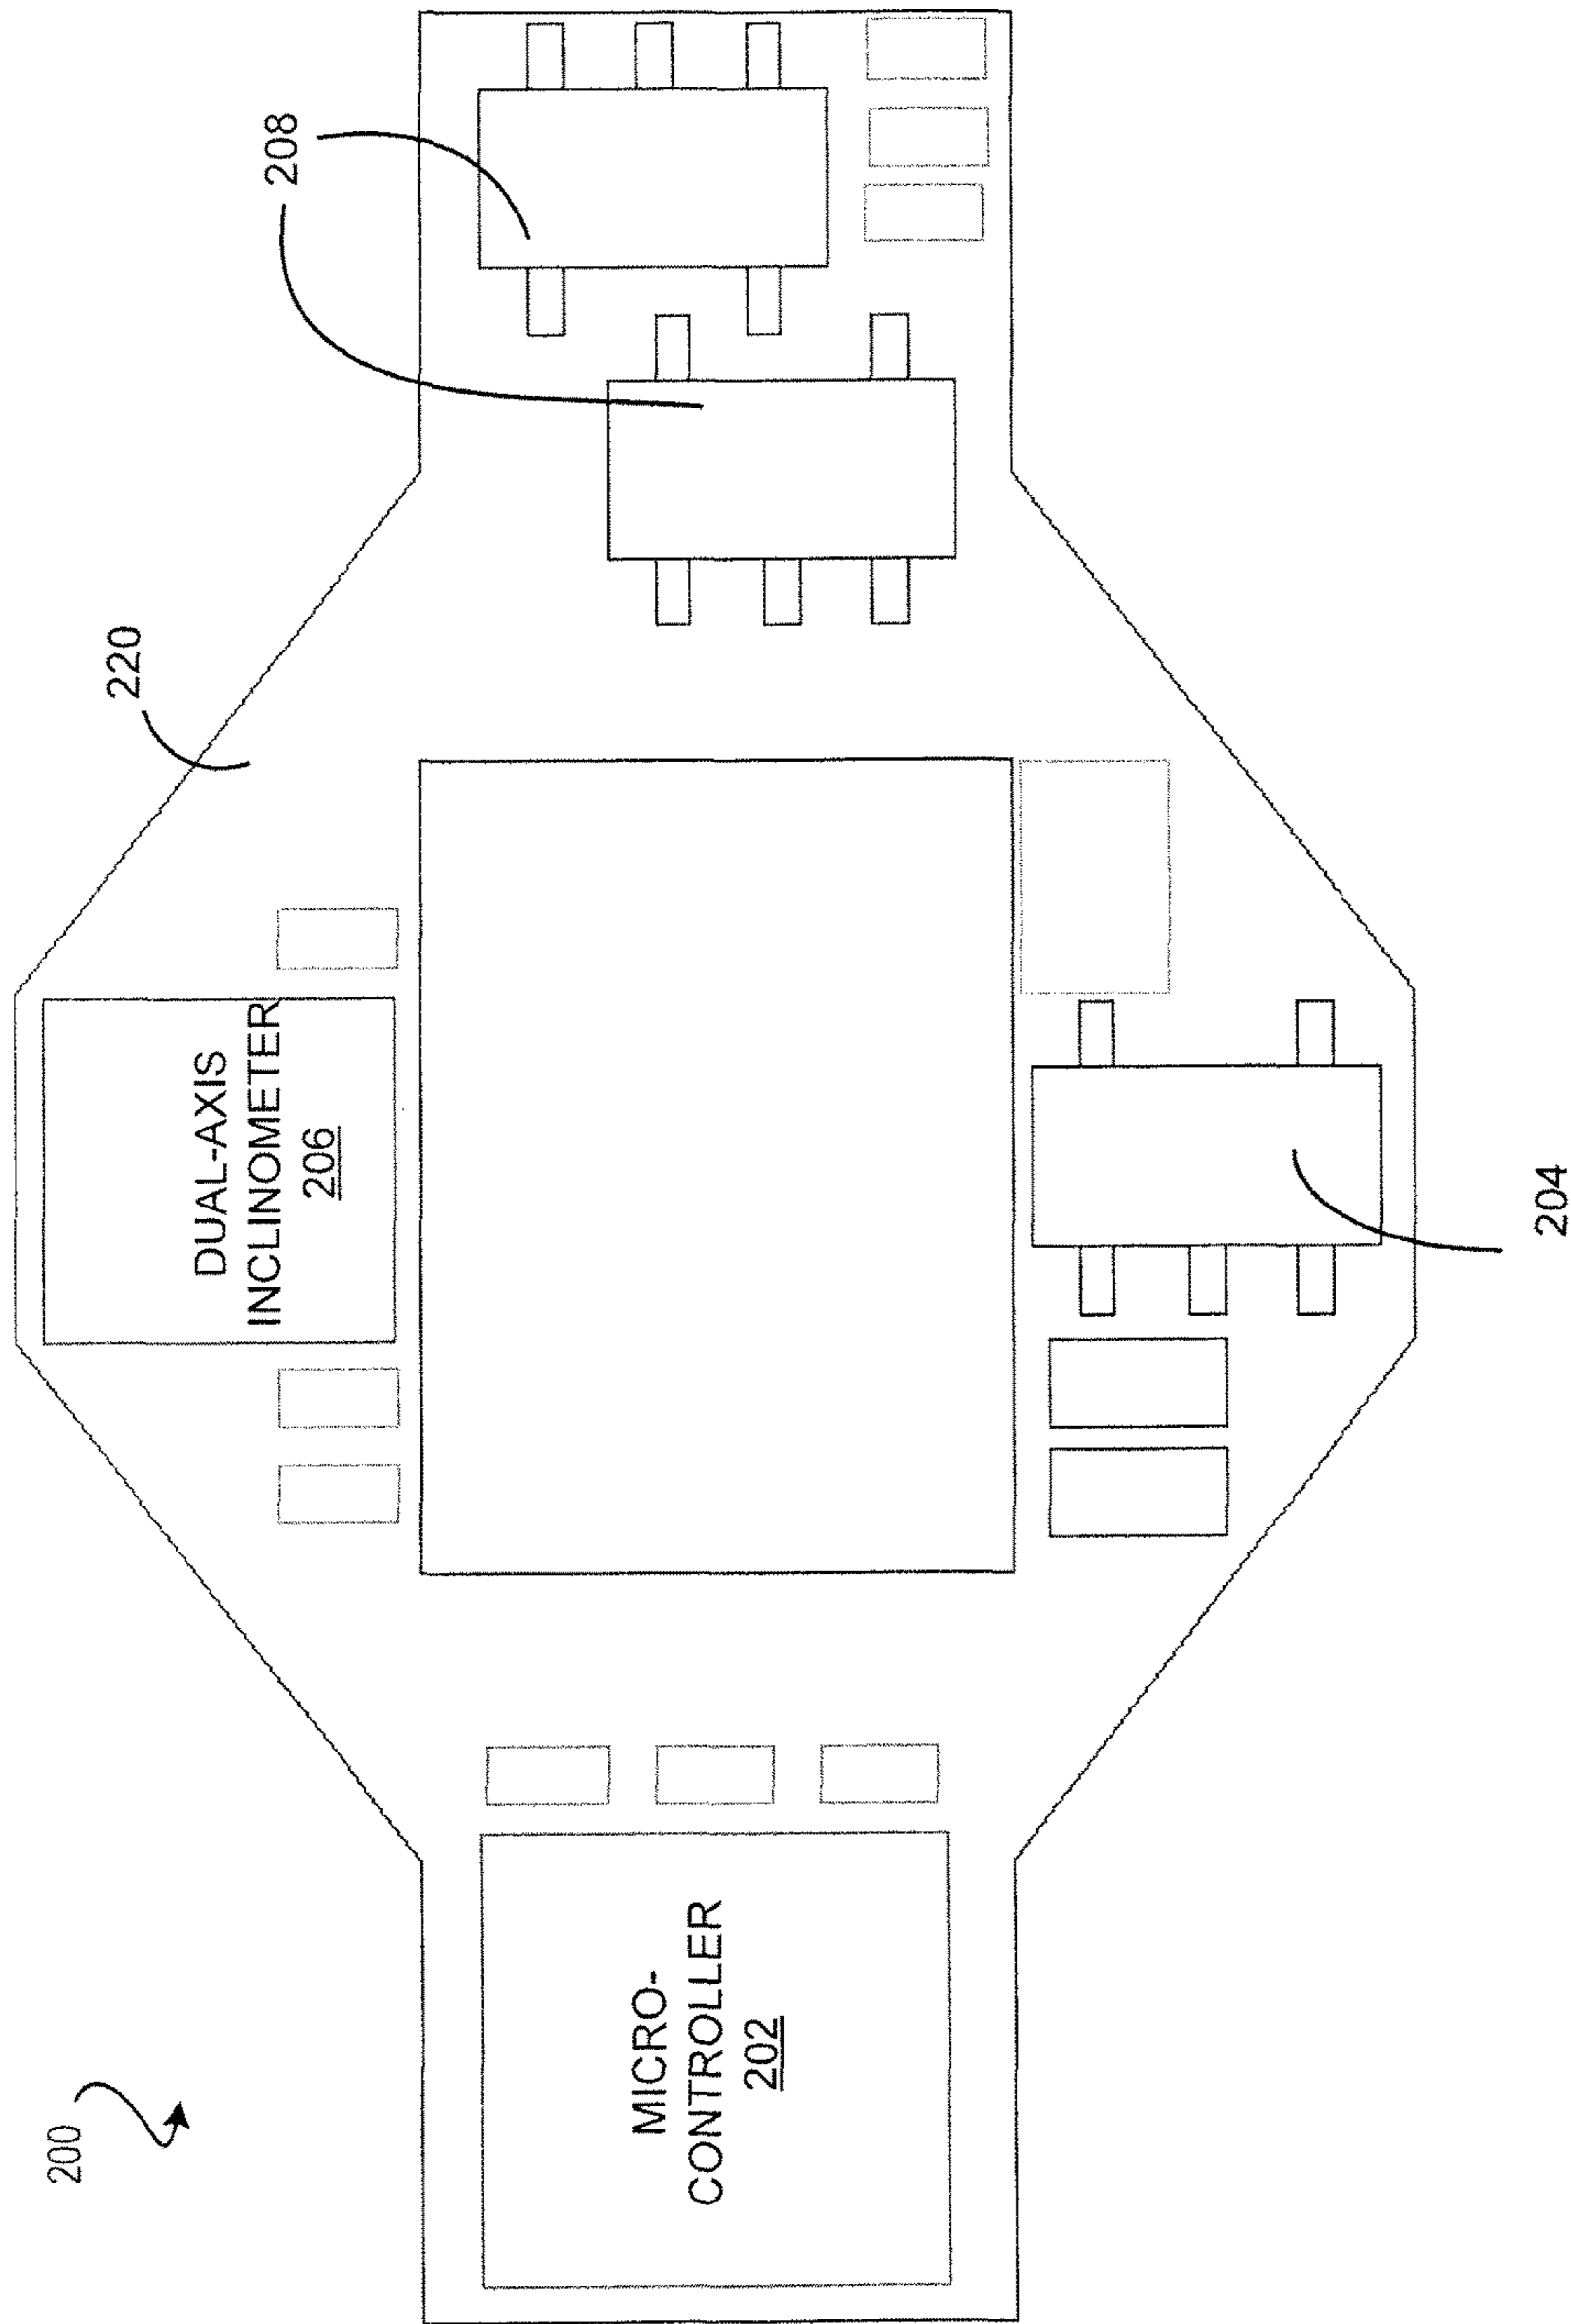 200
220
208
DUAL-AXIS
INCLINOMETER
206
MICRO-
CONTROLLER
202
204